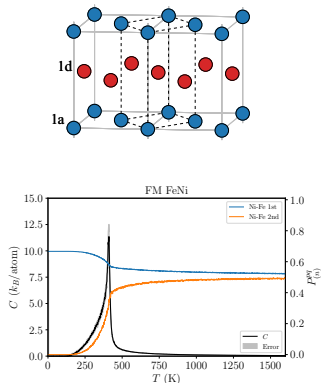 1d
1a
FM FeNi
15.0
12.5
10.0
7.5
5.0
2.5
0.0
C (k_B/atom)
1.0
0.8
0.6
0.4
0.2
0.0
Ni-Fe 1st
Ni-Fe 2nd
C
Error
0
250
500
750
1000
1250
1500
T (K)